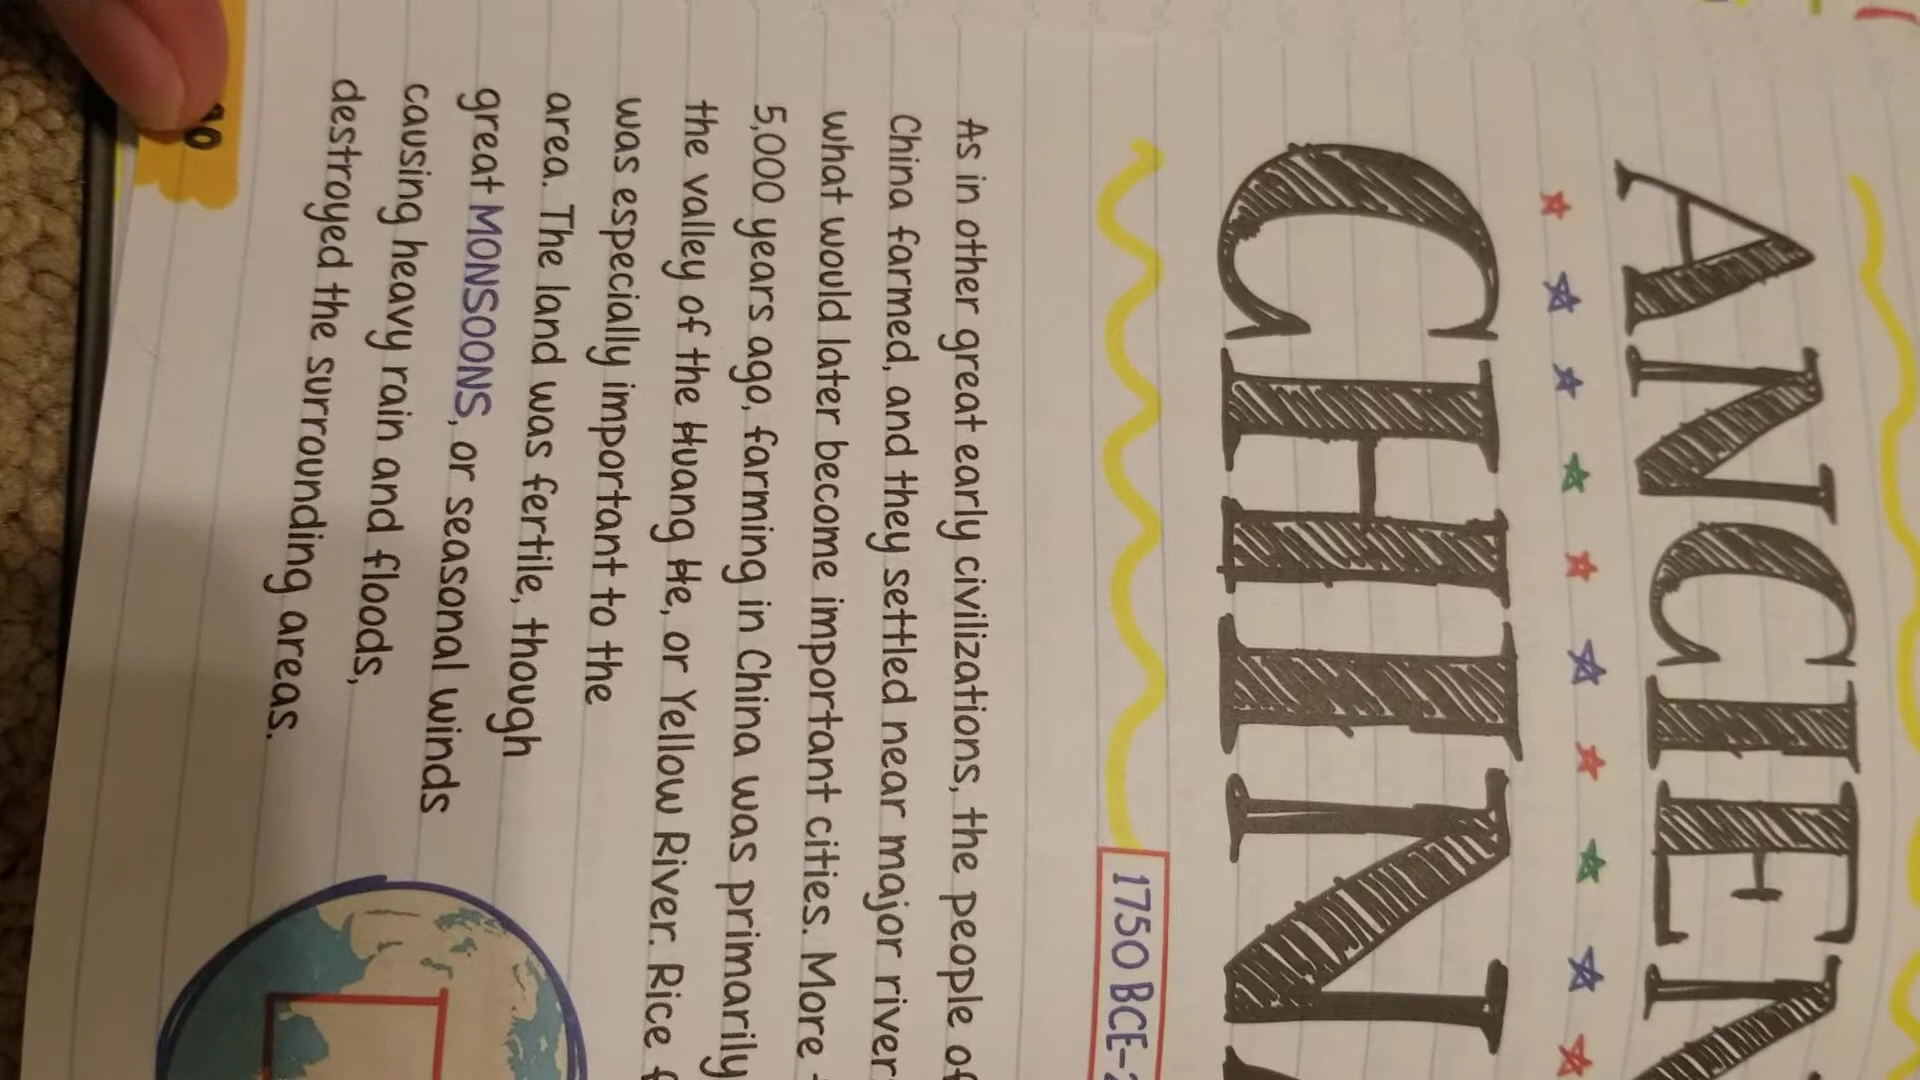 ANCIEN
CHINA
1750 BCE-2
As in other great early civilizations, the people of
China farmed, and they settled near major river
what would later become important cities. More
5,000 years ago, farming in China was primarily
the valley of the Huang He, or Yellow River. Rice
was especially important to the
area. The land was fertile, though
great MONSOONS, or seasonal winds
causing heavy rain and floods,
destroyed the surrounding areas.